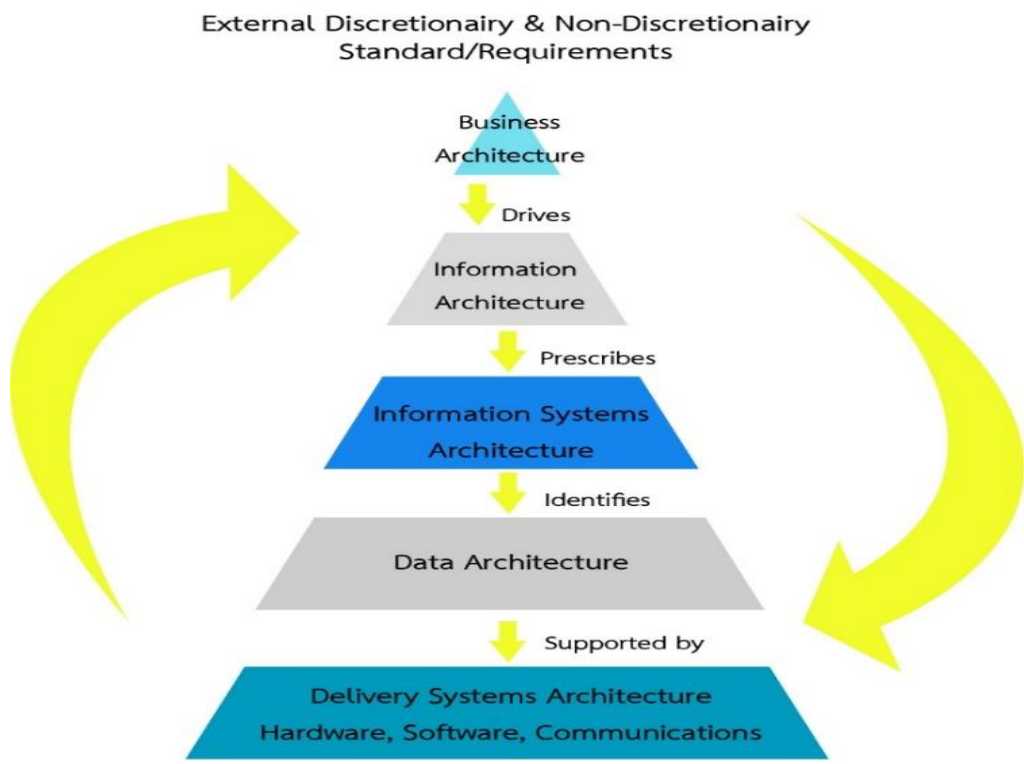 External Discretionairy & Non-Discretionairy
Standard/Requirements
Business
Architecture
Drives
Information
Architecture
Prescribes
Information Systems
Architecture
Identifies
Data Architecture
Supported by
Delivery Systems Architecture
Hardware, Software, Communications